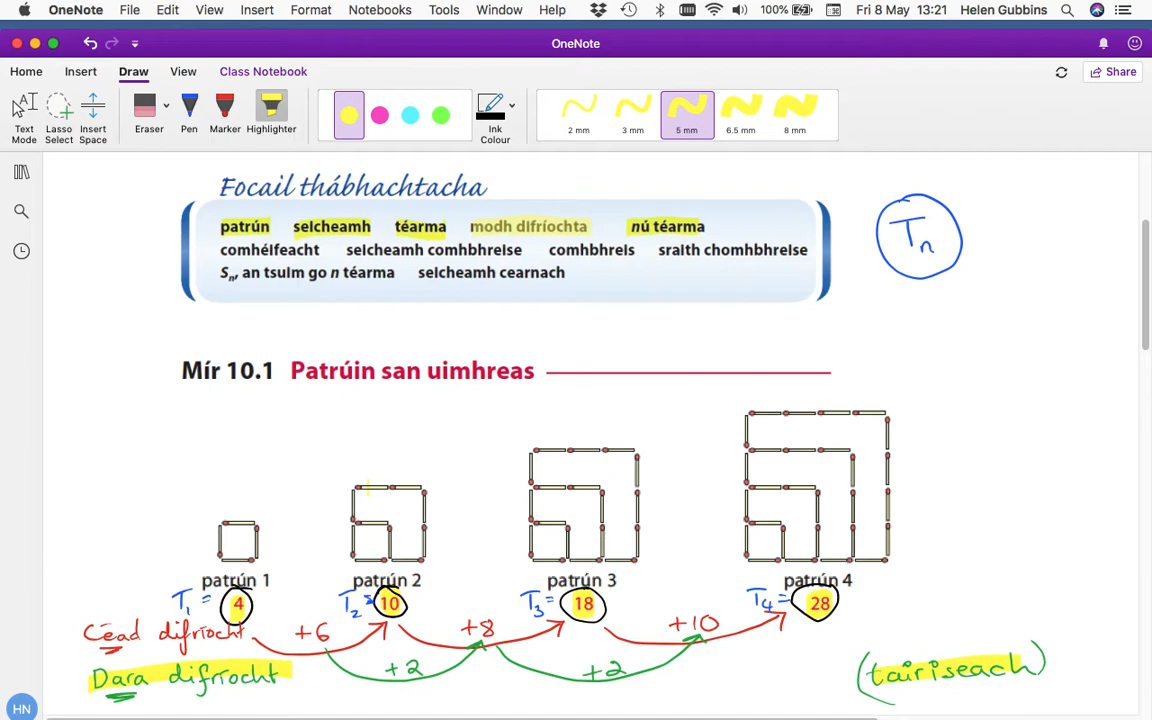 OneNote File Edit View Insert Format Notebooks Tools Window Help 100% Fri 8 May 13:21 Helen Gubbins
OneNote
Home Insert Draw View Class Notebook Share
Text Mode Lasso Select Insert Space Eraser Pen Marker Highlighter Ink Colour 2 mm 3 mm 5 mm 6.5 mm 8 mm
Focail thábhachtacha
patrún seicheamh téarma modh difríochta nú téarma
comhéifeacht seicheamh comhbhreise comhbhreis sraith chomhbhreise
Sn, an tsuim go n téarma seicheamh cearnach
Tn
Mír 10.1 Patrúin san uimhreas
patrún 1 patrún 2 patrún 3 patrún 4
T1 = 4 T2 = 10 T3 = 18 T4 = 28
Céad difríocht +6 +8 +10
Dara difríocht +2 +2 (tairiseach)
HN